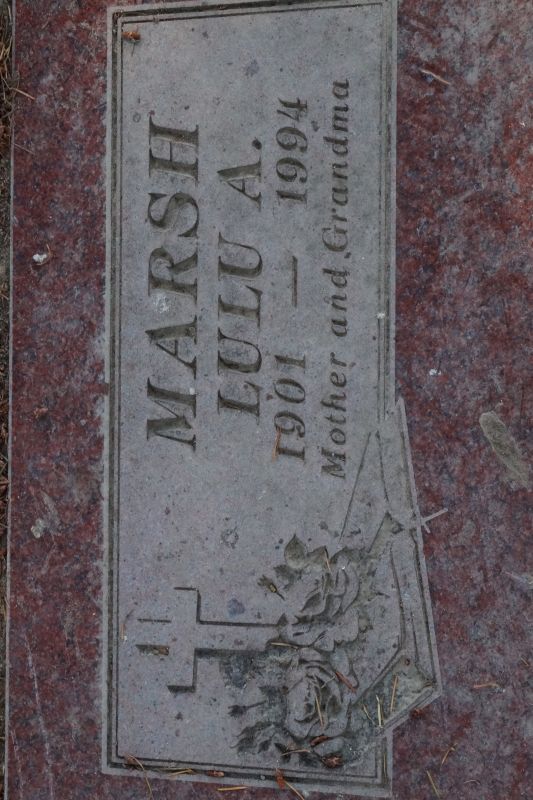 MARSH
LULU A.
1901 — 1994
Mother and Grandma